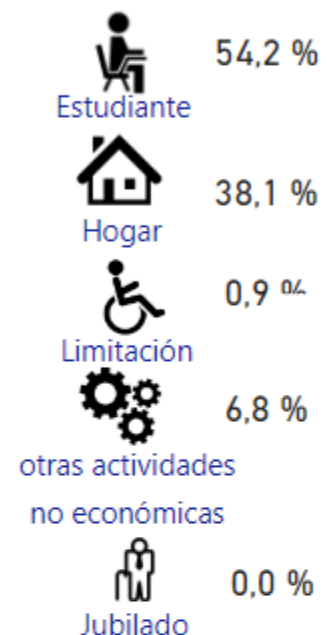 54,2 %
Estudiante
38,1 %
Hogar
0,9 %
Limitación
6,8 %
otras actividades
no económicas
0,0 %
Jubilado